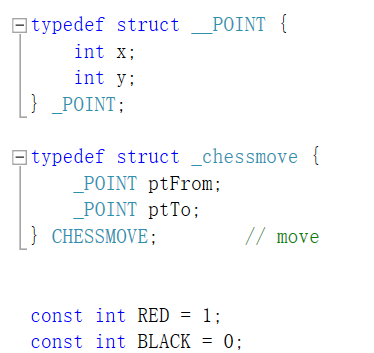 typedef struct __POINT {
    int x;
    int y;
} _POINT;
typedef struct _chessmove {
    _POINT ptFrom;
    _POINT ptTo;
} CHESSMOVE;        // move
const int RED = 1;
const int BLACK = 0;